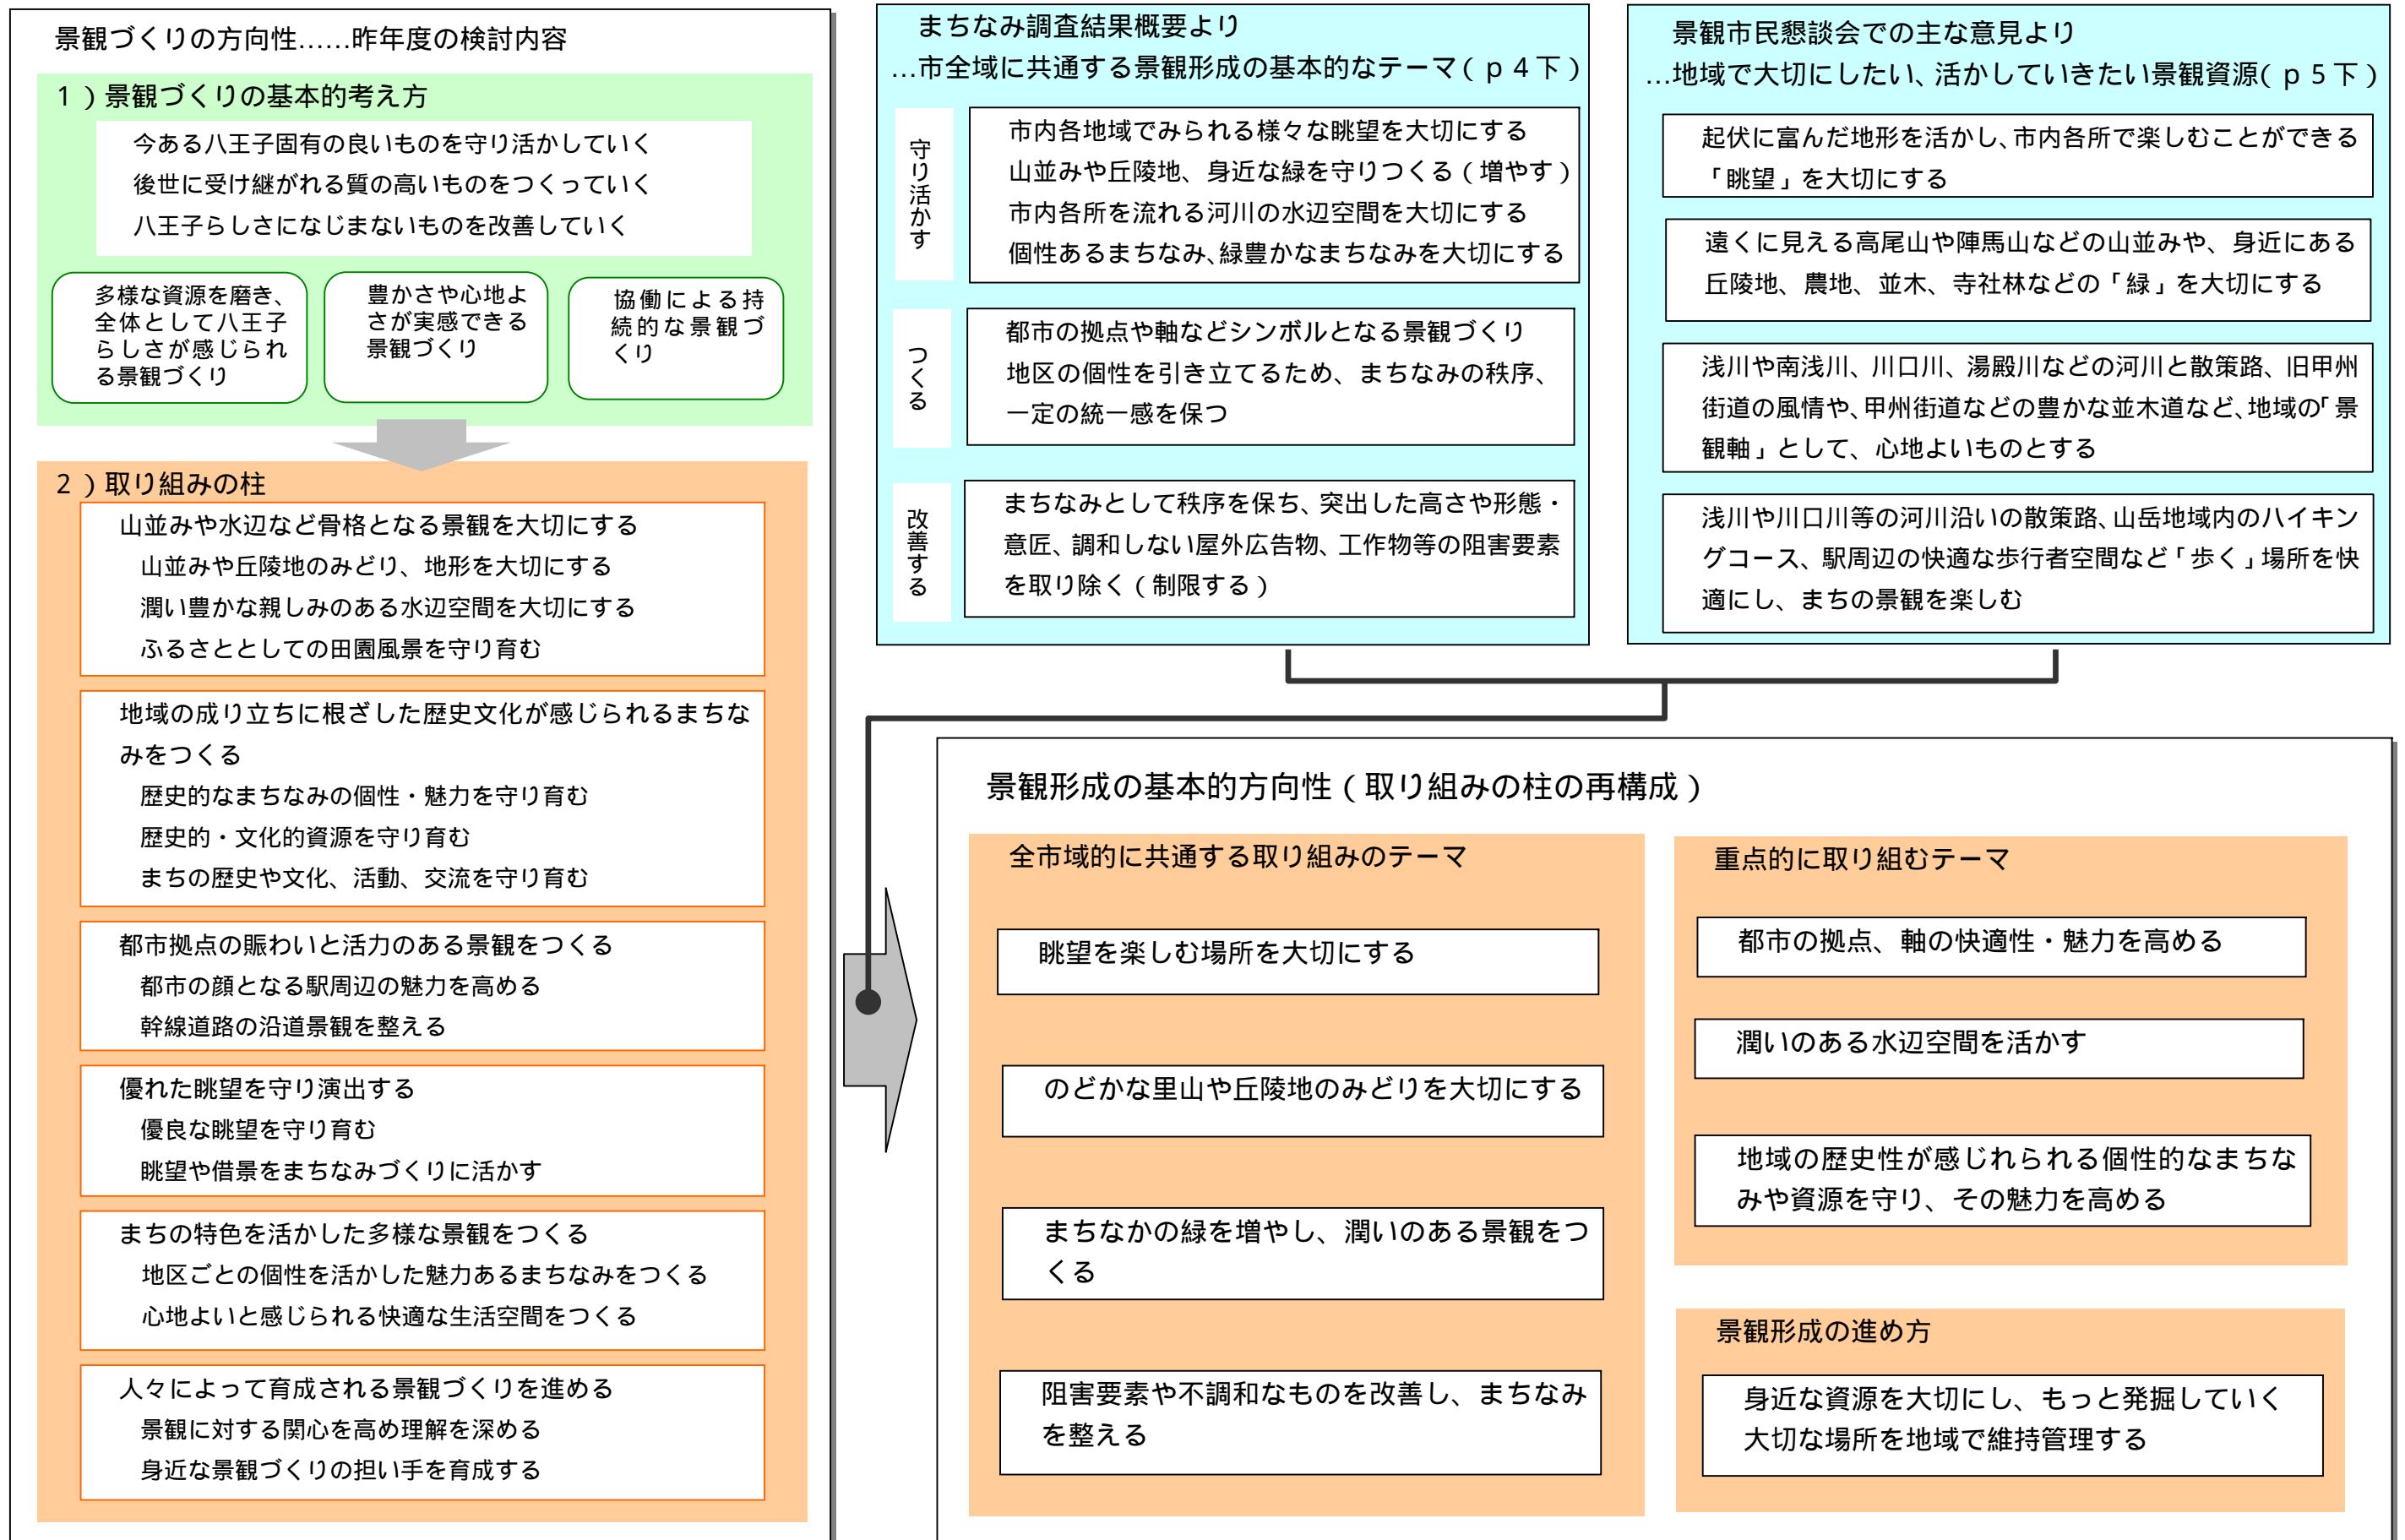 景観づくりの方向性……昨年度の検討内容
1）景観づくりの基本的考え方
今ある八王子固有の良いものを守り活かしていく
後世に受け継がれる質の高いものをつくっていく
八王子らしさになじまないものを改善していく
多様な資源を磨き、
全体として八王子
らしさが感じられ
る景観づくり
豊かさや心地よ
さが実感できる
景観づくり
協働による持
続的な景観づ
くり
2）取り組みの柱
山並みや水辺など骨格となる景観を大切にする
山並みや丘陵地のみどり、地形を大切にする
潤い豊かな親しみのある水辺空間を大切にする
ふるさととしての田園風景を守り育む
地域の成り立ちに根ざした歴史文化が感じられるまちな
みをつくる
歴史的なまちなみの個性・魅力を守り育む
歴史的・文化的資源を守り育む
まちの歴史や文化、活動、交流を守り育む
都市拠点の賑わいと活力のある景観をつくる
都市の顔となる駅周辺の魅力を高める
幹線道路の沿道景観を整える
優れた眺望を守り演出する
優良な眺望を守り育む
眺望や借景をまちなみづくりに活かす
まちの特色を活かした多様な景観をつくる
地区ごとの個性を活かした魅力あるまちなみをつくる
心地よいと感じられる快適な生活空間をつくる
人々によって育成される景観づくりを進める
景観に対する関心を高め理解を深める
身近な景観づくりの担い手を育成する
まちなみ調査結果概要より
…市全域に共通する景観形成の基本的なテーマ（p4下）
守り活かす
市内各地域でみられる様々な眺望を大切にする
山並みや丘陵地、身近な緑を守りつくる（増やす）
市内各所を流れる河川の水辺空間を大切にする
個性あるまちなみ、緑豊かなまちなみを大切にする
つくる
都市の拠点や軸などシンボルとなる景観づくり
地区の個性を引き立てるため、まちなみの秩序、
一定の統一感を保つ
改善する
まちなみとして秩序を保ち、突出した高さや形態・
意匠、調和しない屋外広告物、工作物等の阻害要素
を取り除く（制限する）
景観市民懇談会での主な意見より
…地域で大切にしたい、活かしていきたい景観資源（p5下）
起伏に富んだ地形を活かし、市内各所で楽しむことができる
「眺望」を大切にする
遠くに見える高尾山や陣馬山などの山並みや、身近にある
丘陵地、農地、並木、寺社林などの「緑」を大切にする
浅川や南浅川、川口川、湯殿川などの河川と散策路、旧甲州
街道の風情や、甲州街道などの豊かな並木道など、地域の「景
観軸」として、心地よいものとする
浅川や川口川等の河川沿いの散策路、山岳地域内のハイキン
グコース、駅周辺の快適な歩行者空間など「歩く」場所を快
適にし、まちの景観を楽しむ
景観形成の基本的方向性（取り組みの柱の再構成）
全市域的に共通する取り組みのテーマ
眺望を楽しむ場所を大切にする
のどかな里山や丘陵地のみどりを大切にする
まちなかの緑を増やし、潤いのある景観をつ
くる
阻害要素や不調和なものを改善し、まちなみ
を整える
重点的に取り組むテーマ
都市の拠点、軸の快適性・魅力を高める
潤いのある水辺空間を活かす
地域の歴史性が感じれられる個性的なまちな
みや資源を守り、その魅力を高める
景観形成の進め方
身近な資源を大切にし、もっと発掘していく
大切な場所を地域で維持管理する